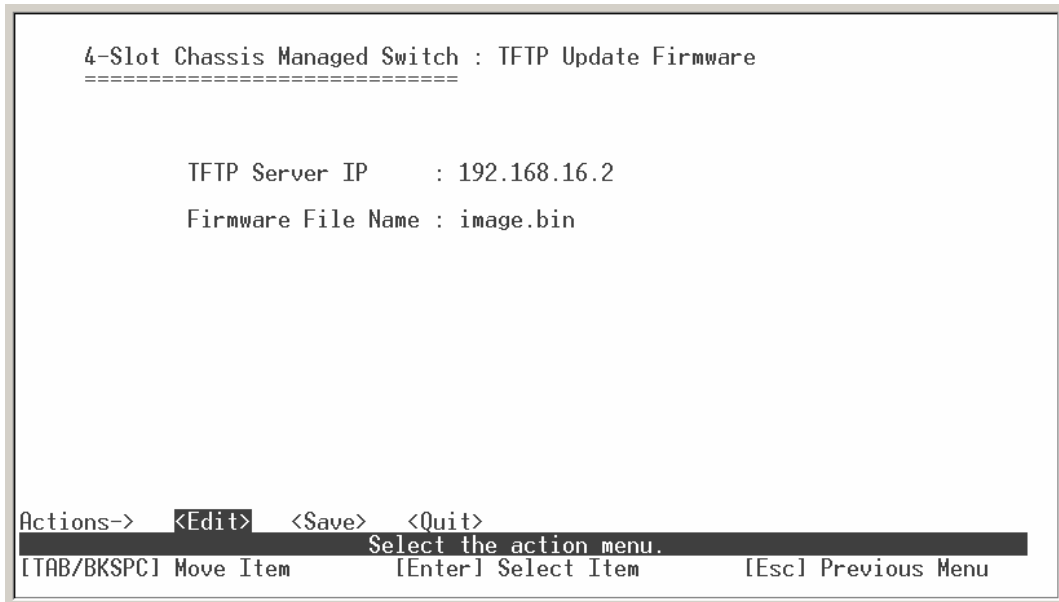 4-Slot Chassis Managed Switch : TFTP Update Firmware
=============================
TFTP Server IP : 192.168.16.2
Firmware File Name : image.bin
Actions-> <Edit> <Save> <Quit>
Select the action menu.
[TAB/BKSPC] Move Item [Enter] Select Item [Esc] Previous Menu